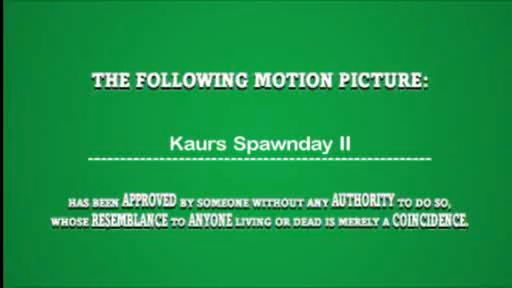 THE FOLLOWING MOTION PICTURE:
Kaurs Spawnday II
HAS BEEN APPROVED BY SOMEONE WITHOUT ANY AUTHORITY TO DO SO,
WHOSE RESEMBLANCE TO ANYONE LIVING OR DEAD IS MERELY A COINCIDENCE.